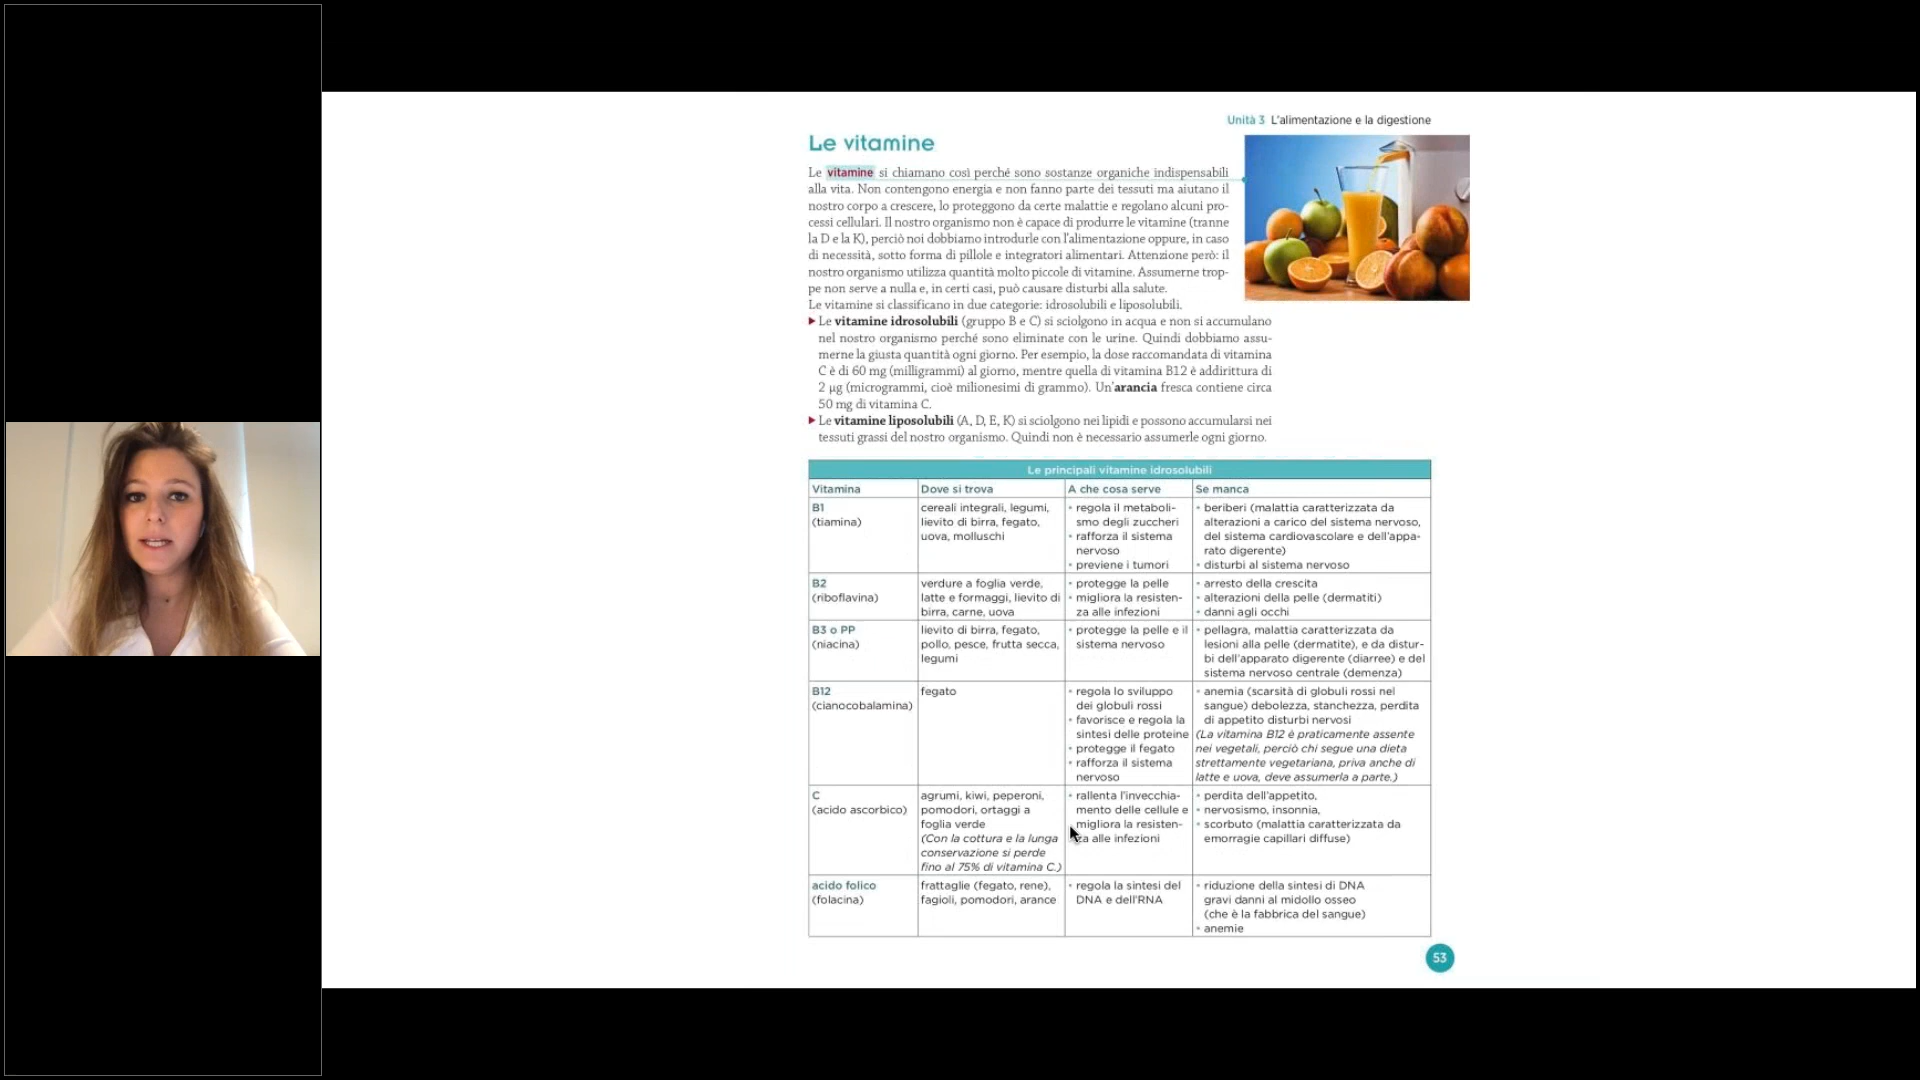 Unità 3 L'alimentazione e la digestione
Le vitamine
Le vitamine si chiamano così perché sono sostanze organiche indispensabili
alla vita. Non contengono energia e non fanno parte dei tessuti ma aiutano il
nostro corpo a crescere, lo proteggono da certe malattie e regolano alcuni pro-
cessi cellulari. Il nostro organismo non è capace di produrre le vitamine (tranne
la D e la K), perciò noi dobbiamo introdurle con l'alimentazione oppure, in caso
di necessità, sotto forma di pillole e integratori alimentari. Attenzione però: il
nostro organismo utilizza quantità molto piccole di vitamine. Assumerne trop-
pe non serve a nulla e, in certi casi, può causare disturbi alla salute.
Le vitamine si classificano in due categorie: idrosolubili e liposolubili.
Le vitamine idrosolubili (gruppo B e C) si sciolgono in acqua e non si accumulano
nel nostro organismo perché sono eliminate con le urine. Quindi dobbiamo assu-
merne la giusta quantità ogni giorno. Per esempio, la dose raccomandata di vitamina
C è di 60 mg (milligrammi) al giorno, mentre quella di vitamina B12 è addirittura di
2 µg (microgrammi, cioè milionesimi di grammo). Un'arancia fresca contiene circa
50 mg di vitamina C.
Le vitamine liposolubili (A, D, E, K) si sciolgono nei lipidi e possono accumularsi nei
tessuti grassi del nostro organismo. Quindi non è necessario assumerle ogni giorno.
Le principali vitamine idrosolubili
Vitamina
Dove si trova
A che cosa serve
Se manca
B1
(tiamina)
cereali integrali, legumi,
lievito di birra, fegato,
uova, molluschi
• regola il metaboli-
smo degli zuccheri
• rafforza il sistema
nervoso
• previene i tumori
• beriberi (malattia caratterizzata da
alterazioni a carico del sistema nervoso,
del sistema cardiovascolare e dell'appa-
rato digerente)
• disturbi al sistema nervoso
B2
(riboflavina)
verdure a foglia verde,
latte e formaggi, lievito di
birra, carne, uova
• protegge la pelle
• migliora la resisten-
za alle infezioni
• arresto della crescita
• alterazioni della pelle (dermatiti)
• danni agli occhi
B3 o PP
(niacina)
lievito di birra, fegato,
pollo, pesce, frutta secca,
legumi
• protegge la pelle e il
sistema nervoso
• pellagra, malattia caratterizzata da
lesioni alla pelle (dermatite), e da distur-
bi dell'apparato digerente (diarree) e del
sistema nervoso centrale (demenza)
B12
(cianocobalamina)
fegato
• regola lo sviluppo
dei globuli rossi
• favorisce e regola la
sintesi delle proteine
• protegge il fegato
• rafforza il sistema
nervoso
• anemia (scarsità di globuli rossi nel
sangue) debolezza, stanchezza, perdita
di appetito disturbi nervosi
(La vitamina B12 è praticamente assente
nei vegetali, perciò chi segue una dieta
strettamente vegetariana, priva anche di
latte e uova, deve assumerla a parte.)
C
(acido ascorbico)
agrumi, kiwi, peperoni,
pomodori, ortaggi a
foglia verde
(Con la cottura e la lunga
conservazione si perde
fino al 75% di vitamina C.)
• rallenta l'invecchia-
mento delle cellule e
migliora la resisten-
za alle infezioni
• perdita dell'appetito,
• nervosismo, insonnia,
• scorbuto (malattia caratterizzata da
emorragie capillari diffuse)
acido folico
(folacina)
frattaglie (fegato, rene),
fagioli, pomodori, arance
• regola la sintesi del
DNA e dell'RNA
• riduzione della sintesi di DNA
gravi danni al midollo osseo
(che è la fabbrica del sangue)
• anemie
53